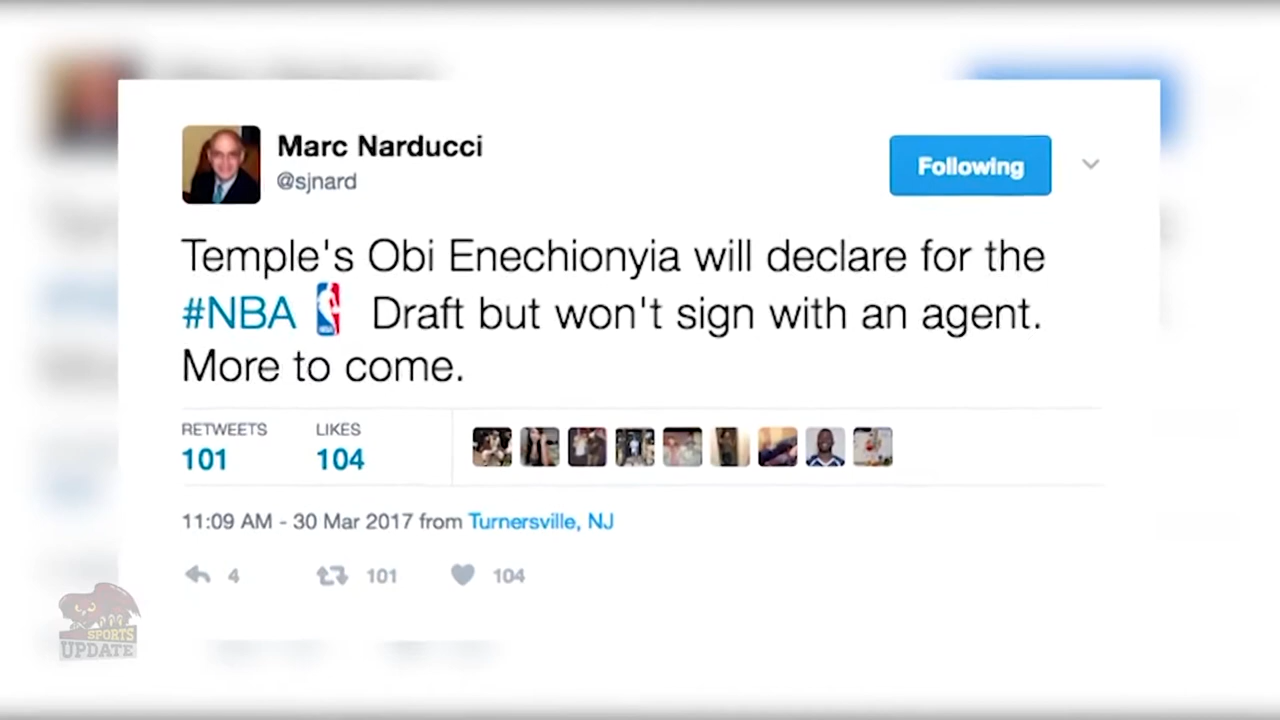 Marc Narducci
@sjnard
Following
Temple's Obi Enechionyia will declare for the
#NBA Draft but won't sign with an agent.
More to come.
RETWEETS LIKES
101 104
11:09 AM - 30 Mar 2017 from Turnersville, NJ
4 101 104
SPORTS
UPDATE